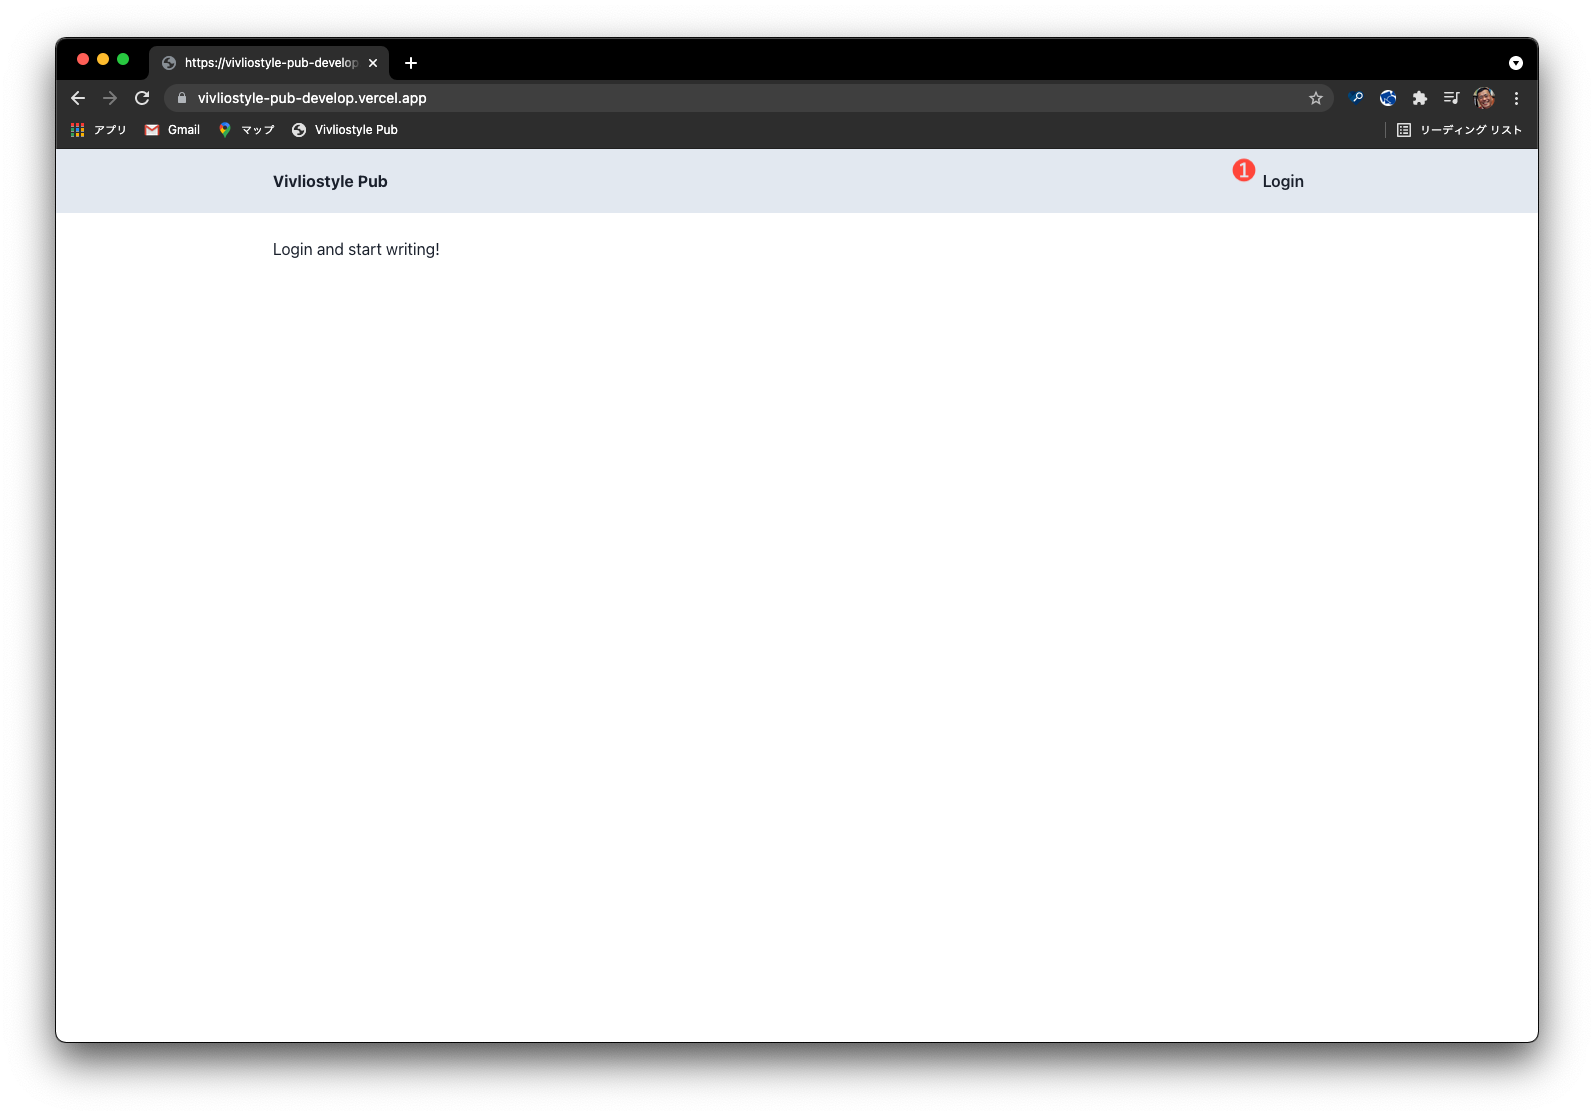 https://vivliostyle-pub-develop
vivliostyle-pub-develop.vercel.app
アプリ Gmail マップ Vivliostyle Pub リーディング リスト
Vivliostyle Pub 1 Login
Login and start writing!